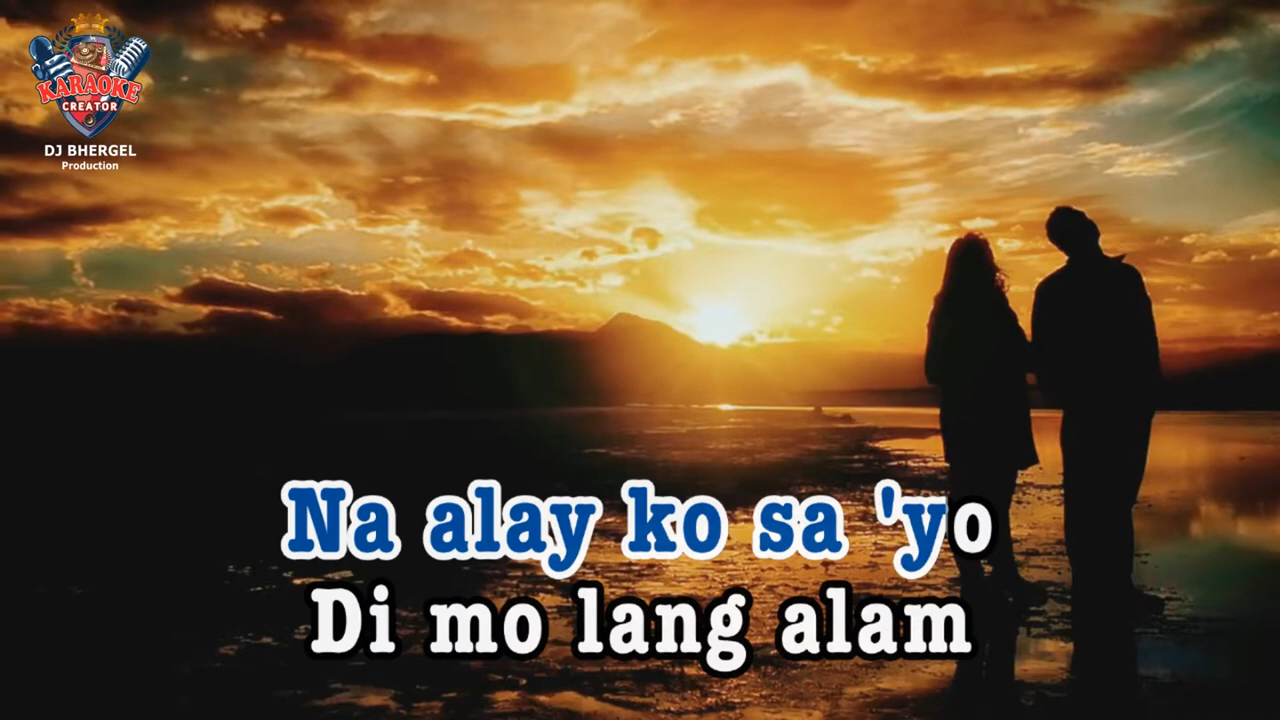 KARAOKE
CREATOR
DJ BHERGEL
Production
Na alay ko sa 'yo
Di mo lang alam